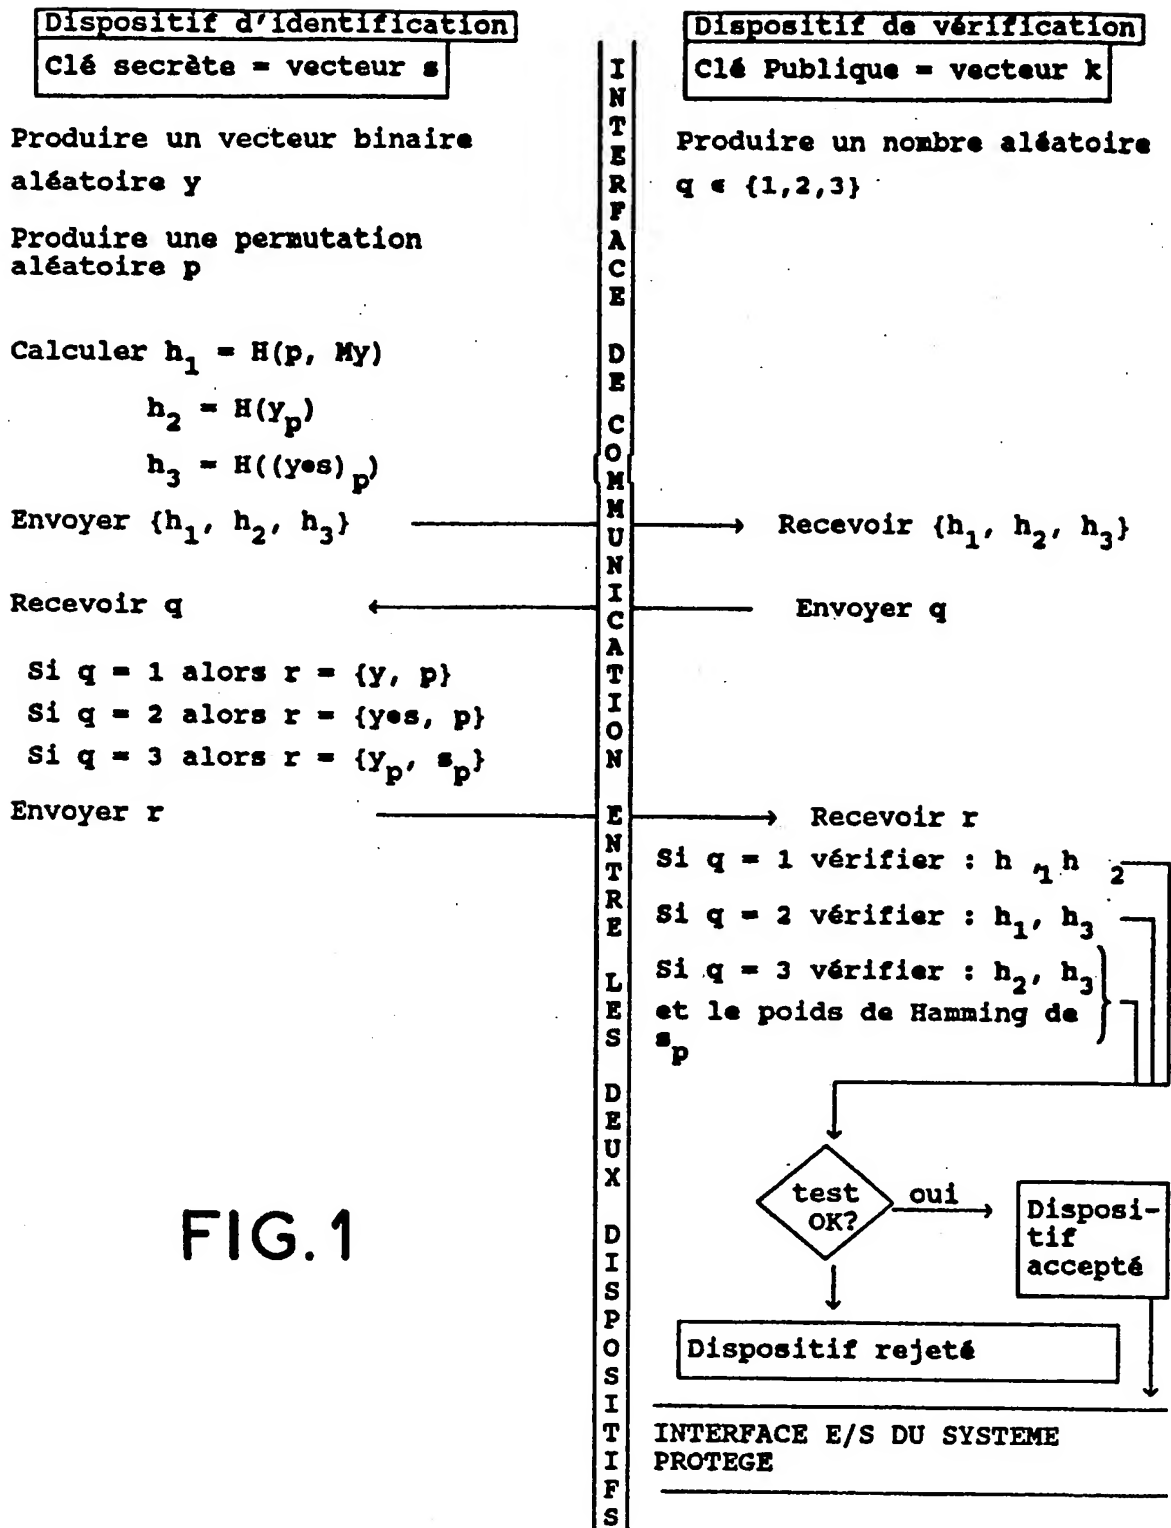 Dispositif d'identification
Clé secrète = vecteur s
Produire un vecteur binaire
aléatoire y
Produire une permutation
aléatoire p
Calculer h₁ = H(p, My)
h₂ = H(yₚ)
h₃ = H((y⊕s)ₚ)
Envoyer {h₁, h₂, h₃}
Recevoir q
Si q = 1 alors r = {y, p}
Si q = 2 alors r = {y⊕s, p}
Si q = 3 alors r = {yₚ, sₚ}
Envoyer r
FIG.1
INTERFACE DE COMMUNICATION ENTRE LES DEUX DISPOSITIFS
Dispositif de vérification
Clé Publique = vecteur k
Produire un nombre aléatoire
q ∈ {1,2,3}
Recevoir {h₁, h₂, h₃}
Envoyer q
Recevoir r
Si q = 1 vérifier : h ,₁ h ₂
Si q = 2 vérifier : h₁, h₃
Si q = 3 vérifier : h₂, h₃
et le poids de Hamming de
sₚ
test
OK?
oui
Disposi-
tif
accepté
Dispositif rejeté
INTERFACE E/S DU SYSTEME
PROTEGE